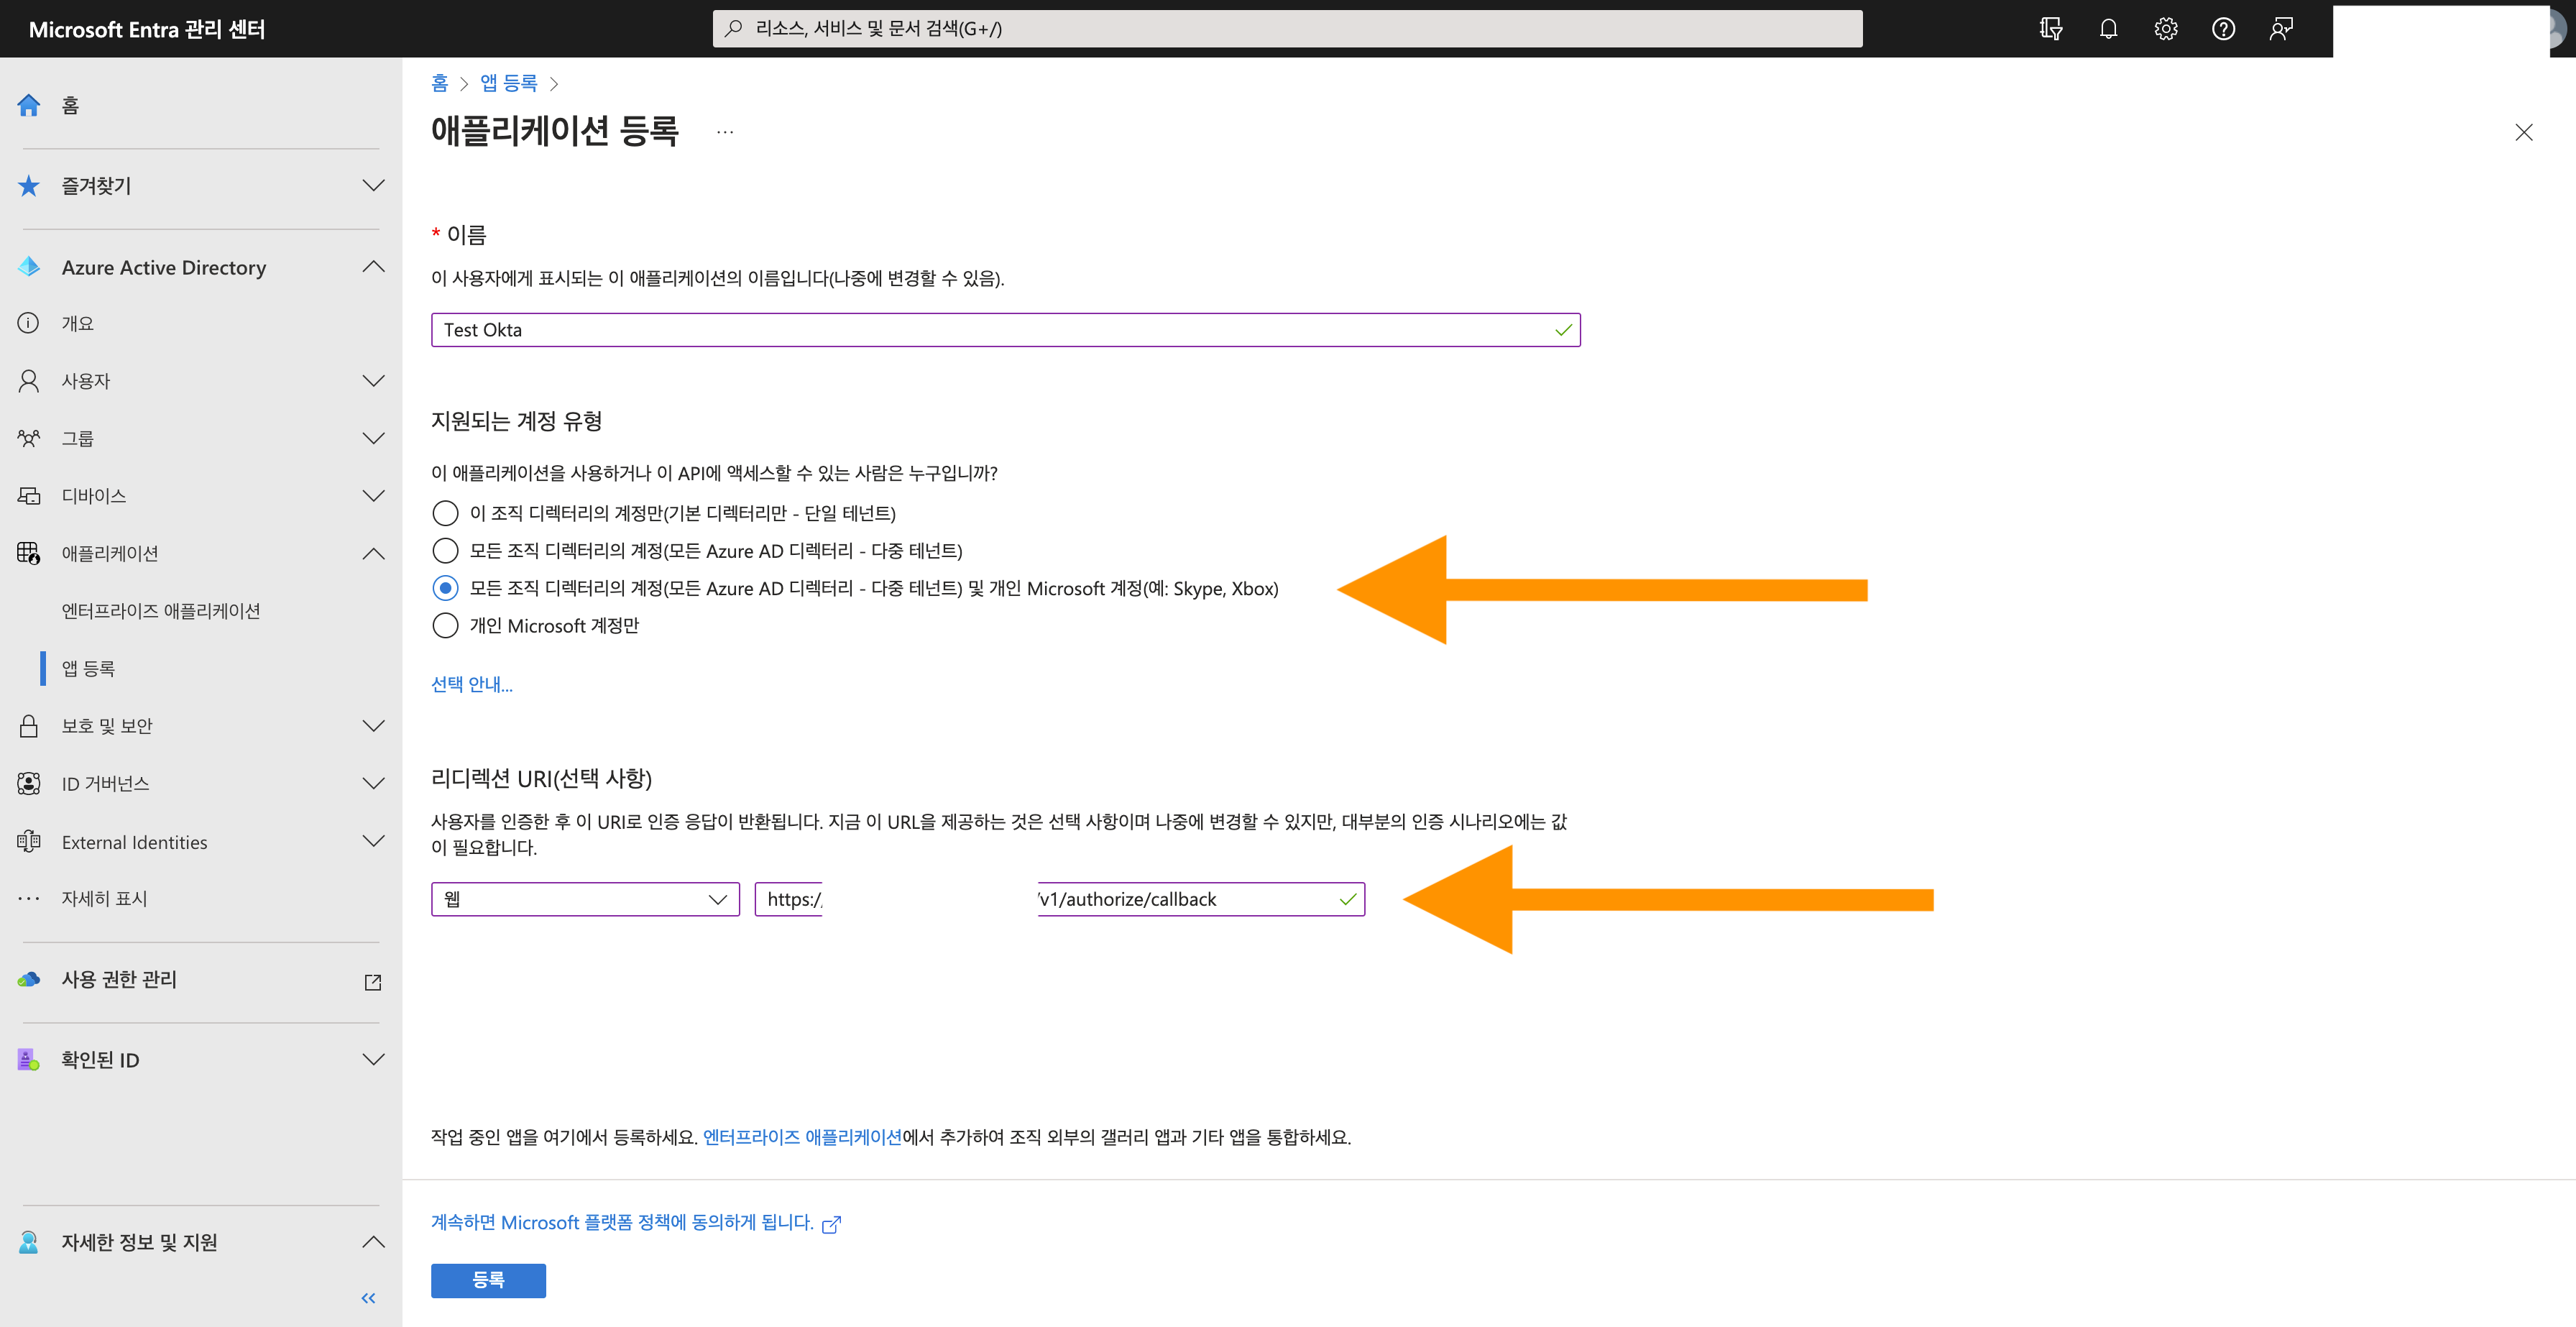 Microsoft Entra 관리 센터
리소스, 서비스 및 문서 검색(G+/)
홈
즐겨찾기
Azure Active Directory
개요
사용자
그룹
디바이스
애플리케이션
엔터프라이즈 애플리케이션
앱 등록
보호 및 보안
ID 거버넌스
External Identities
자세히 표시
사용 권한 관리
확인된 ID
자세한 정보 및 지원
홈 > 앱 등록 >
애플리케이션 등록 ...
* 이름
이 사용자에게 표시되는 이 애플리케이션의 이름입니다(나중에 변경할 수 있음).
Test Okta
지원되는 계정 유형
이 애플리케이션을 사용하거나 이 API에 액세스할 수 있는 사람은 누구입니까?
이 조직 디렉터리의 계정만(기본 디렉터리만 - 단일 테넌트)
모든 조직 디렉터리의 계정(모든 Azure AD 디렉터리 - 다중 테넌트)
모든 조직 디렉터리의 계정(모든 Azure AD 디렉터리 - 다중 테넌트) 및 개인 Microsoft 계정(예: Skype, Xbox)
개인 Microsoft 계정만
선택 안내...
리디렉션 URI(선택 사항)
사용자를 인증한 후 이 URI로 인증 응답이 반환됩니다. 지금 이 URL을 제공하는 것은 선택 사항이며 나중에 변경할 수 있지만, 대부분의 인증 시나리오에는 값
이 필요합니다.
웹
https:// /v1/authorize/callback
작업 중인 앱을 여기에서 등록하세요. 엔터프라이즈 애플리케이션에서 추가하여 조직 외부의 갤러리 앱과 기타 앱을 통합하세요.
계속하면 Microsoft 플랫폼 정책에 동의하게 됩니다.
등록